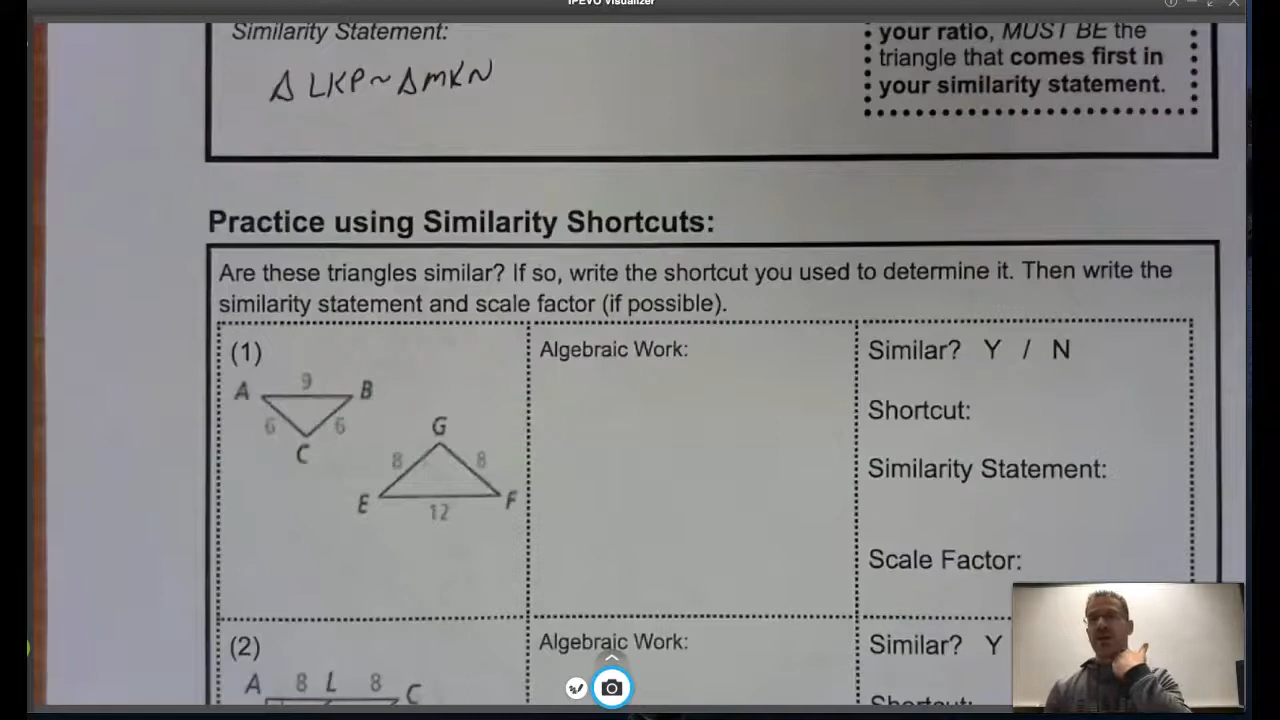 IPEVO Visualizer
Similarity Statement:
Δ LKP ~ Δ MKN
your ratio, MUST BE the
triangle that comes first in
your similarity statement.
Practice using Similarity Shortcuts:
Are these triangles similar? If so, write the shortcut you used to determine it. Then write the
similarity statement and scale factor (if possible).
(1)
A 9 B
6 6
C
G
8 8
E F
12
Algebraic Work:
Similar? Y / N
Shortcut:
Similarity Statement:
Scale Factor:
(2)
A 8 L 8 C
Algebraic Work:
Similar? Y
Shortcut: